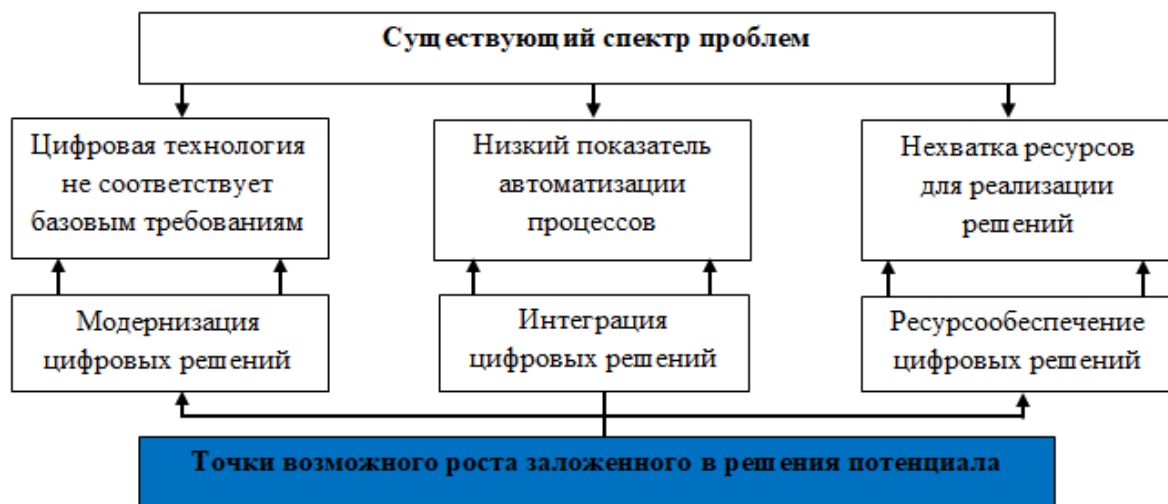 Существующий спектр проблем
Цифровая технология
не соответствует
базовым требованиям
Низкий показатель
автоматизации
процессов
Нехватка ресурсов
для реализации
решений
Модернизация
цифровых решений
Интеграция
цифровых решений
Ресурсообеспечение
цифровых решений
Точки возможного роста заложенного в решения потенциала